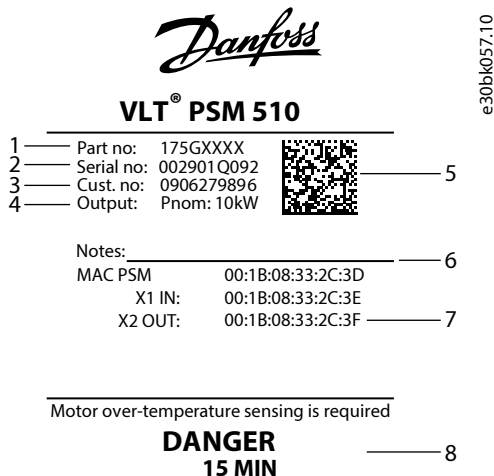 Danfoss
e30bk057.10
VLT® PSM 510
1 Part no: 175GXXXX
2 Serial no: 002901Q092
3 Cust. no: 0906279896
4 Output: Pnom: 10kW
5
Notes:
6
MAC PSM 00:1B:08:33:2C:3D
X1 IN: 00:1B:08:33:2C:3E
X2 OUT: 00:1B:08:33:2C:3F 7
Motor over-temperature sensing is required
DANGER
8
15 MIN